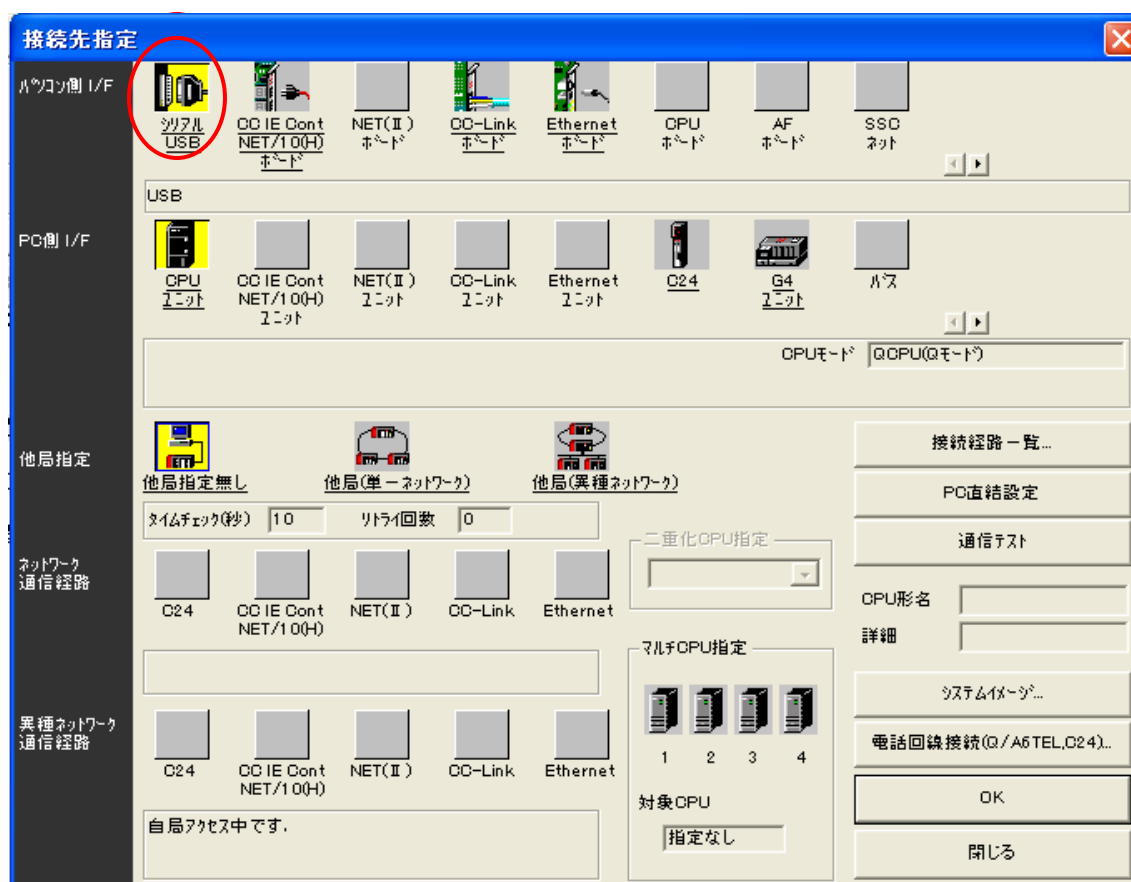 接続先指定
パソコン側 I/F
シリアル
USB
CC IE Cont
NET/10(H)
ボード
NET(Ⅱ)
ボード
CC-Link
ボード
Ethernet
ボード
CPU
ボード
AF
ボード
SSC
ネット
USB
PC側 I/F
CPU
ユニット
CC IE Cont
NET/10(H)
ユニット
NET(Ⅱ)
ユニット
CC-Link
ユニット
Ethernet
ユニット
C24
G4
ユニット
バス
CPUモード QCPU(Qモード)
他局指定
他局指定無し
他局(単一ネットワーク)
他局(異種ネットワーク)
タイムチェック(秒) 10 リトライ回数 0
接続経路一覧...
PC直結設定
通信テスト
二重化CPU指定
ネットワーク
通信経路
C24
CC IE Cont
NET/10(H)
NET(Ⅱ)
CC-Link
Ethernet
CPU形名
詳細
マルチCPU指定
1 2 3 4
対象CPU
指定なし
システムイメージ...
電話回線接続(Q/A6TEL,C24)...
OK
閉じる
異種ネットワーク
通信経路
C24
CC IE Cont
NET/10(H)
NET(Ⅱ)
CC-Link
Ethernet
自局アクセス中です.